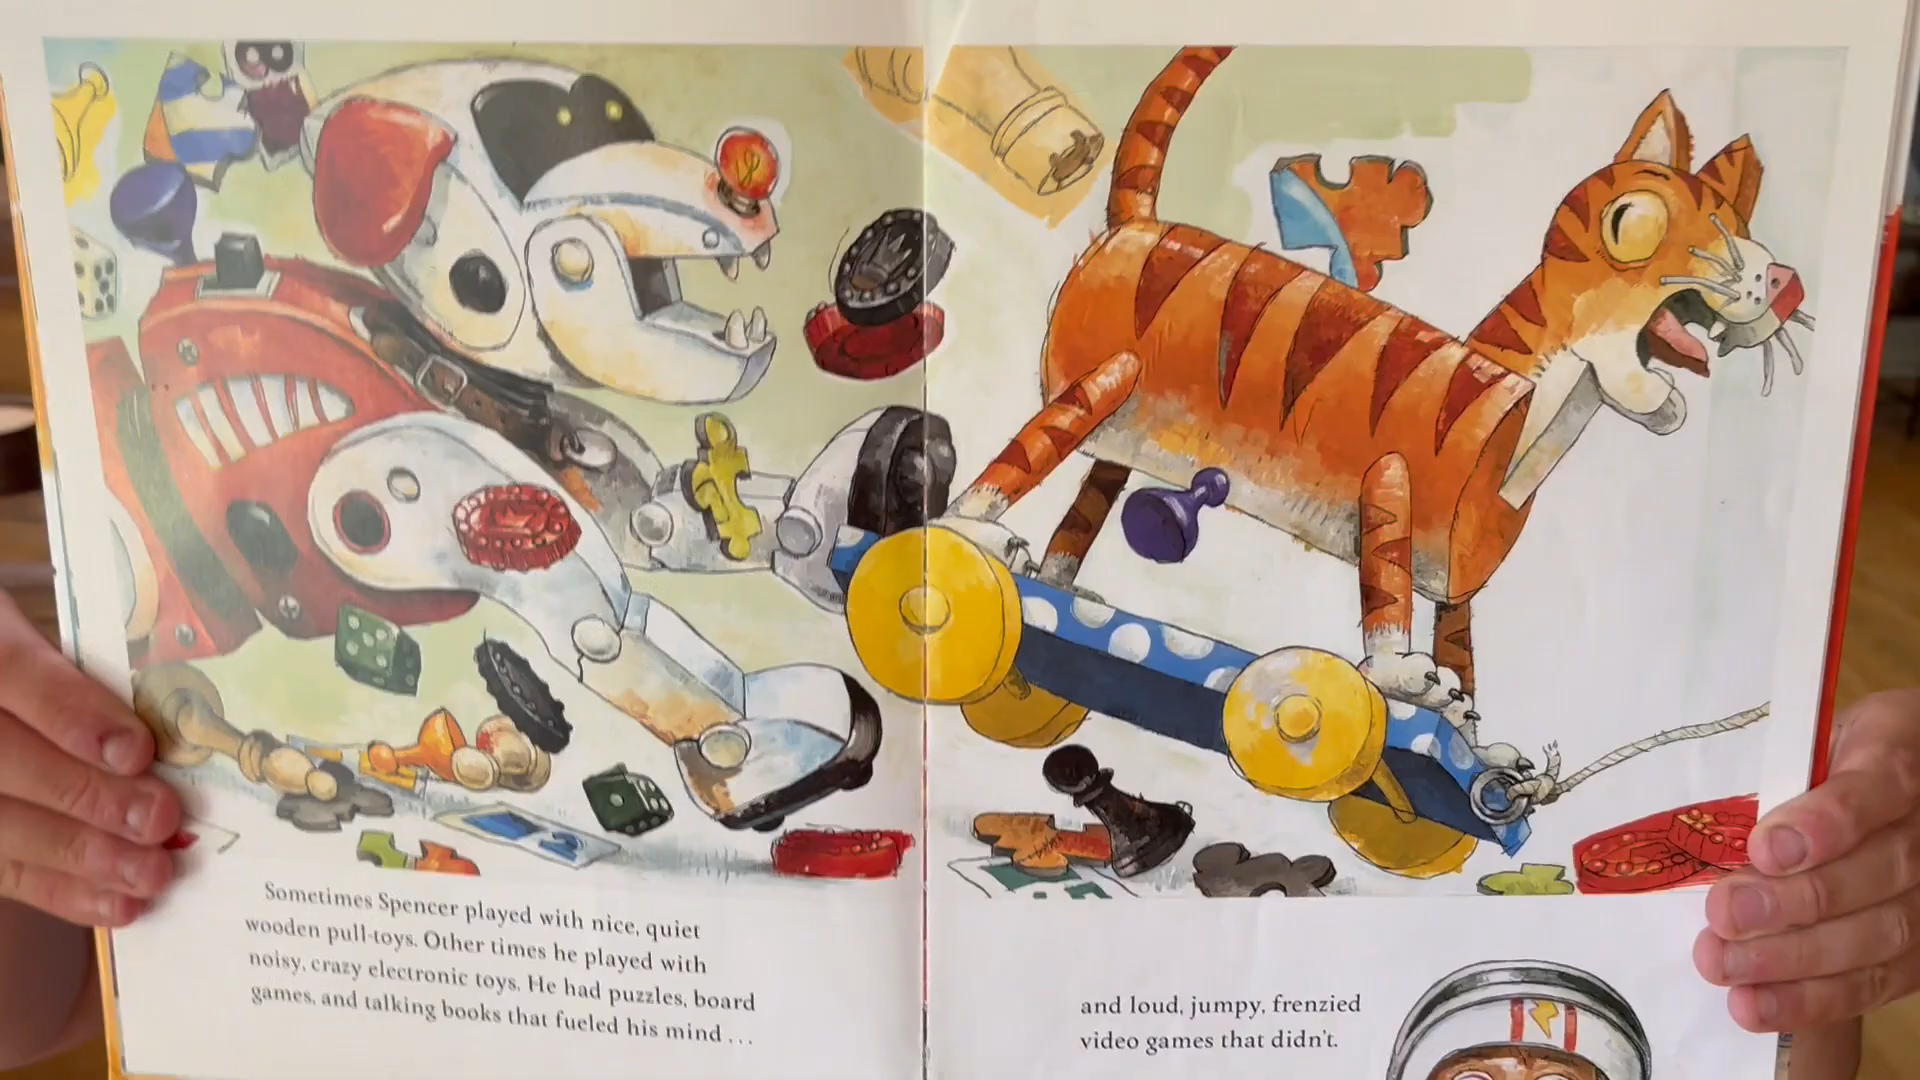 Sometimes Spencer played with nice, quiet
wooden pull-toys. Other times he played with
noisy, crazy electronic toys. He had puzzles, board
games, and talking books that fueled his mind . . .
and loud, jumpy, frenzied
video games that didn't.